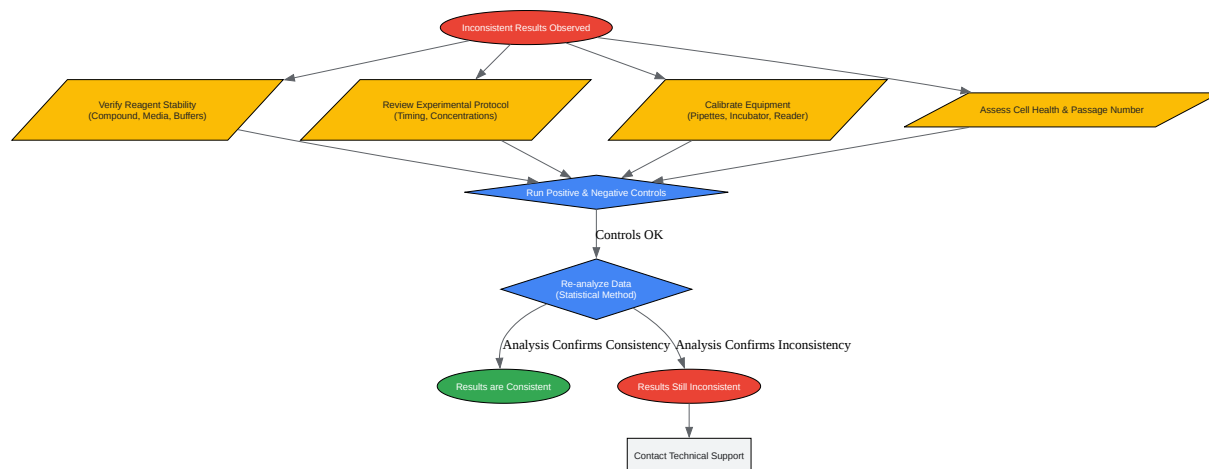 Inconsistent Results Observed
Verify Reagent Stability
(Compound, Media, Buffers)
Review Experimental Protocol
(Timing, Concentrations)
Calibrate Equipment
(Pipettes, Incubator, Reader)
Assess Cell Health & Passage Number
Run Positive & Negative Controls
Controls OK
Re-analyze Data
(Statistical Method)
Analysis Confirms Consistency
Analysis Confirms Inconsistency
Results are Consistent
Results Still Inconsistent
Contact Technical Support